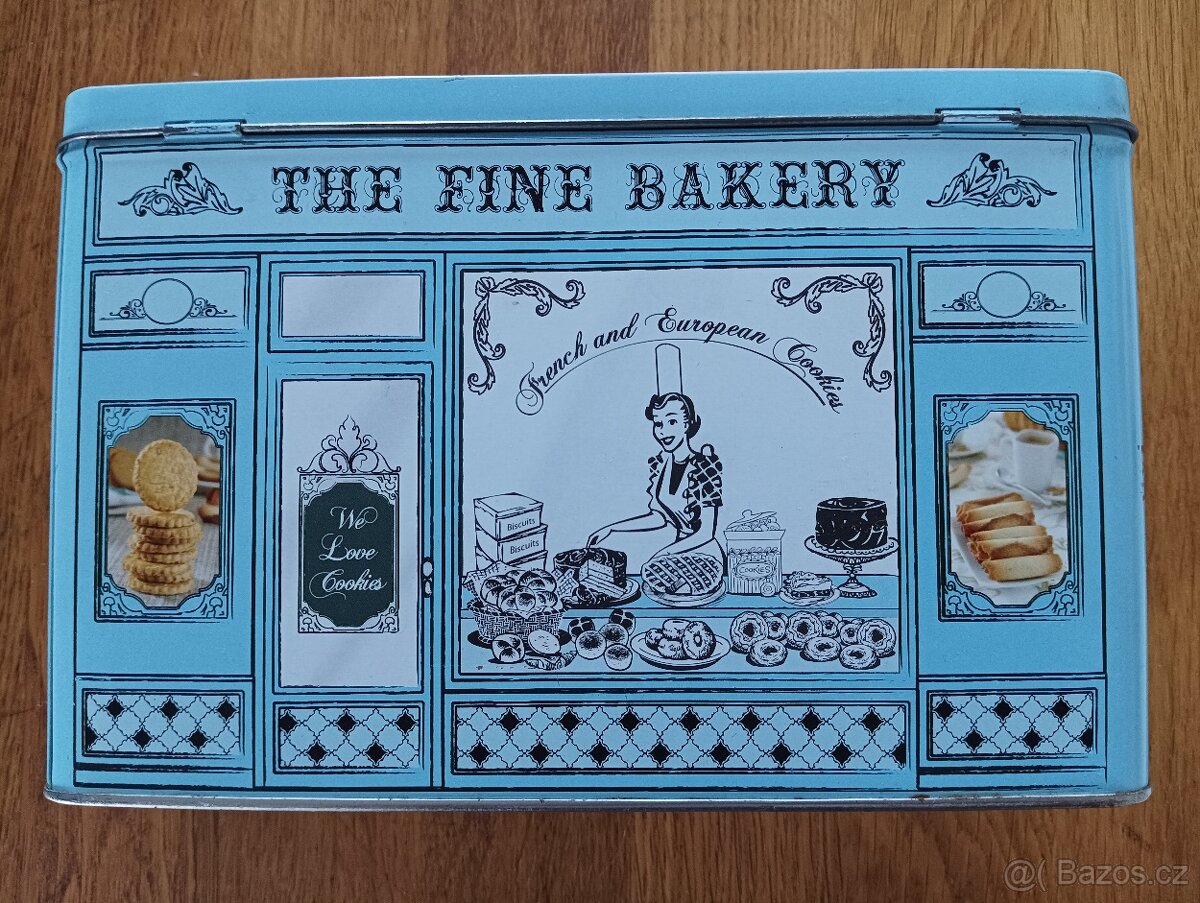 THE FINE BAKERY
French and European Cookies
We
Love
Cookies
Biscuits
Biscuits
COOKIES
@( Bazos.cz